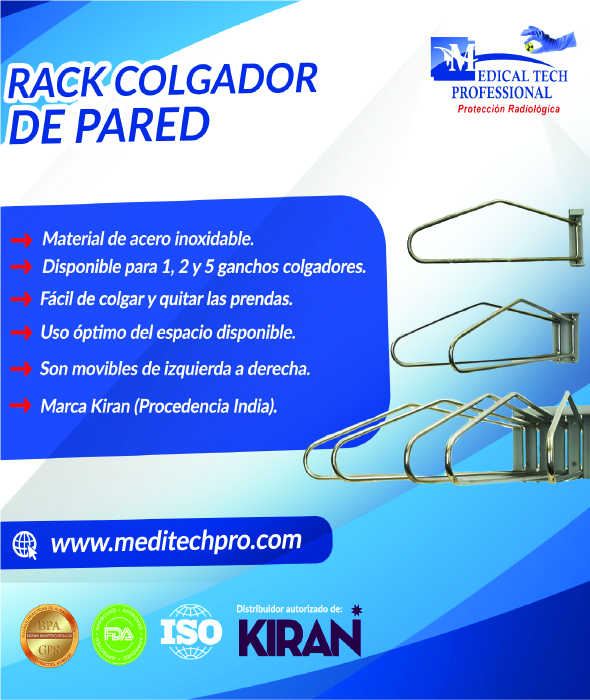 MEDICAL TECH
PROFESSIONAL
Protección Radiológica
RACK COLGADOR
DE PARED
Material de acero inoxidable.
Disponible para 1, 2 y 5 ganchos colgadores.
Fácil de colgar y quitar las prendas.
Uso óptimo del espacio disponible.
Son movibles de izquierda a derecha.
Marca Kiran (Procedencia India).
www.meditechpro.com
BPA
GPS
APPROVED
FDA
ISO
Distribuidor autorizado de:
KIRAN